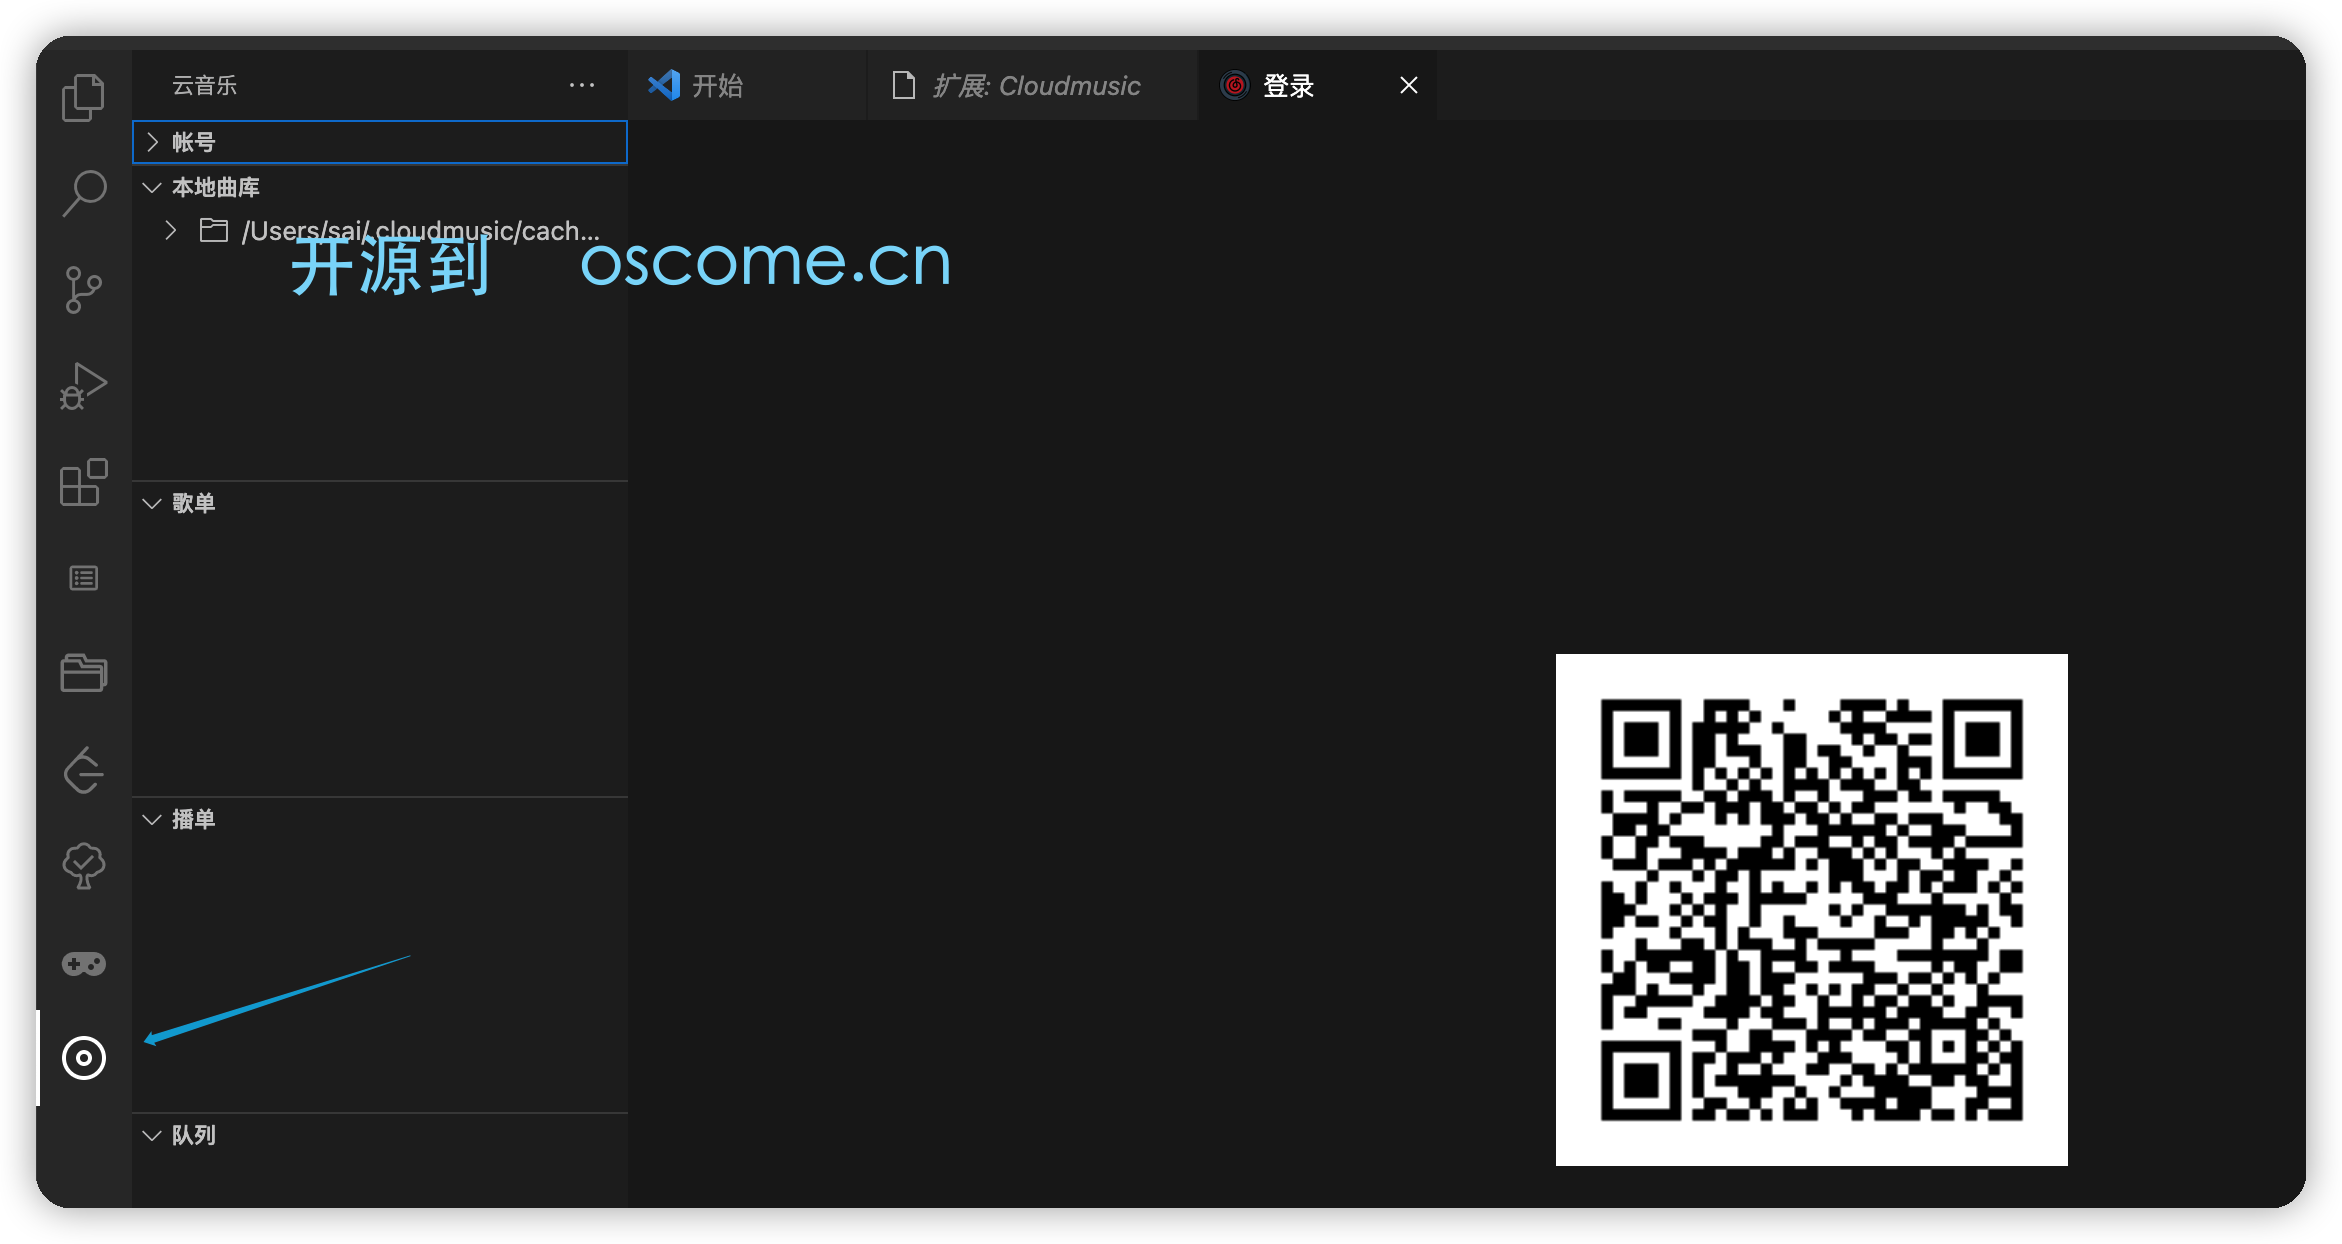 云音乐
开始
扩展: Cloudmusic
登录
帐号
本地曲库
/Users/sai/.cloudmusic/cach...
开源到 oscome.cn
歌单
播单
队列